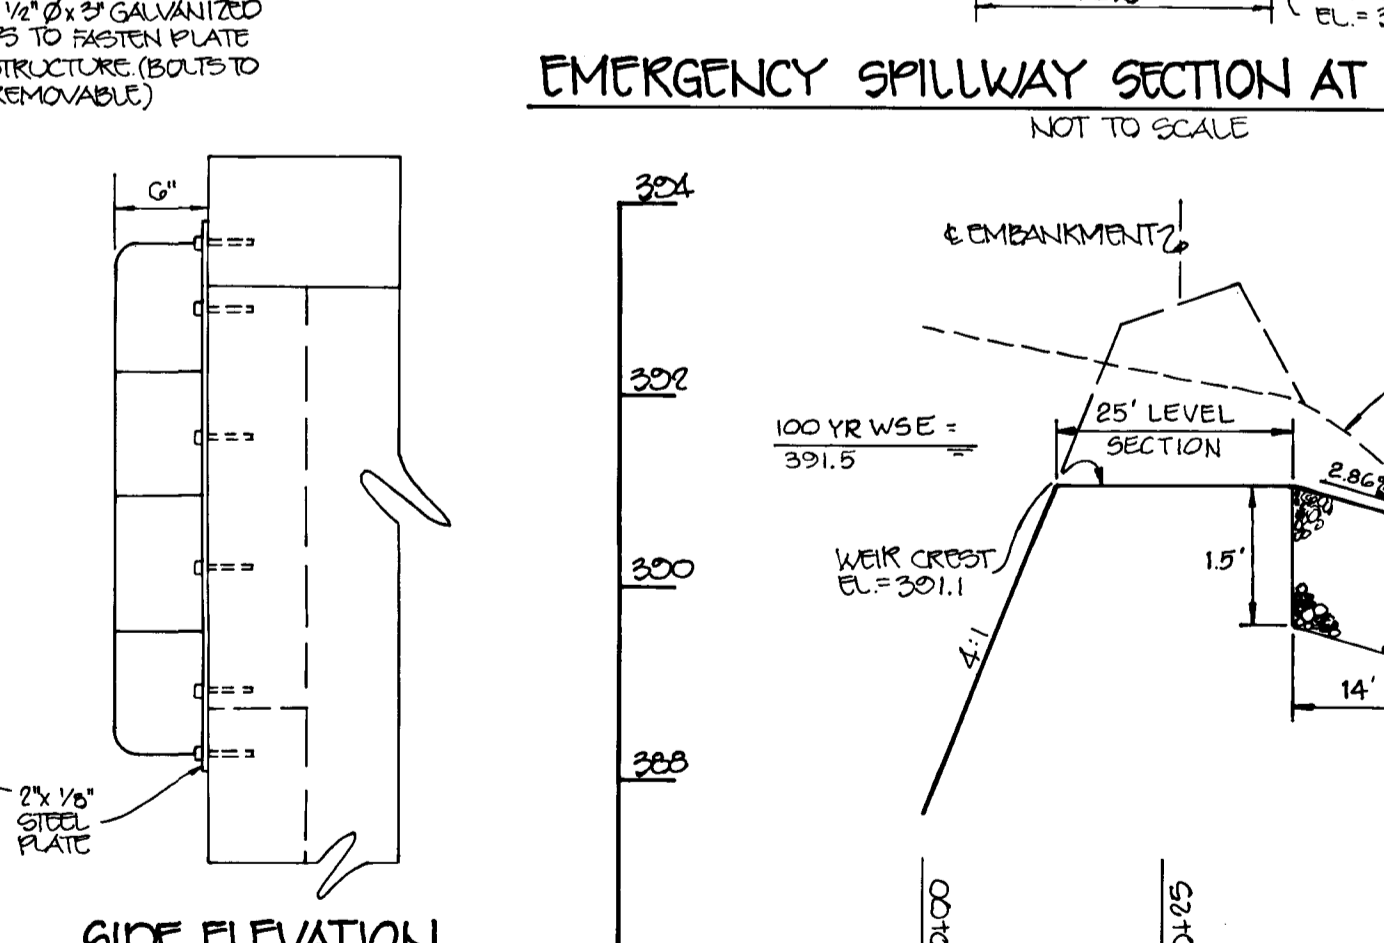 1/2" Ø x 3" GALVANIZED
TO FASTEN PLATE
(BOLTS TO
REMOVABLE)
EL.=
EMERGENCY SPILLWAY SECTION AT
NOT TO SCALE
6"
2"x 1/8"
STEEL
PLATE
SIDE ELEVATION
394
392
390
388
℄ EMBANKMENT
100 YR WSE =
391.5
25' LEVEL
SECTION
2.86%
WEIR CREST
EL.=391.1
1.5'
4:1
14'
0+00
0+25